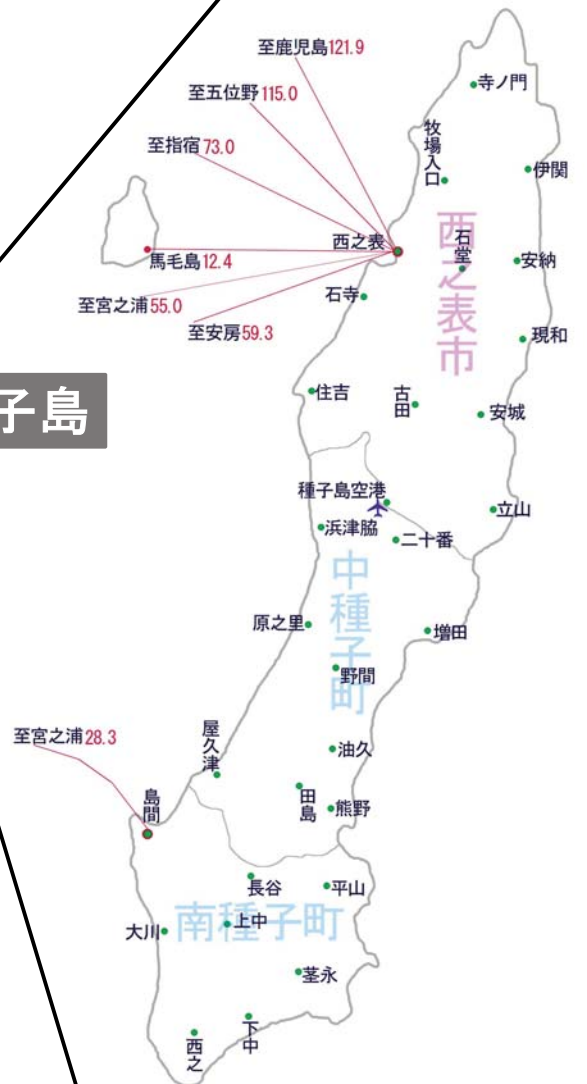 至鹿児島121.9
至五位野115.0
至指宿73.0
馬毛島12.4
至宮之浦55.0
至安房59.3
寺ノ門
牧場入口
伊関
西之表
石堂
西之表市
安納
石寺
現和
住吉
古田
安城
子島
種子島空港
立山
浜津脇
二十番
中種子町
原之里
増田
野間
至宮之浦28.3
屋久津
油久
島間
田島
熊野
長谷
平山
南種子町
大川
上中
茎永
下中
西之